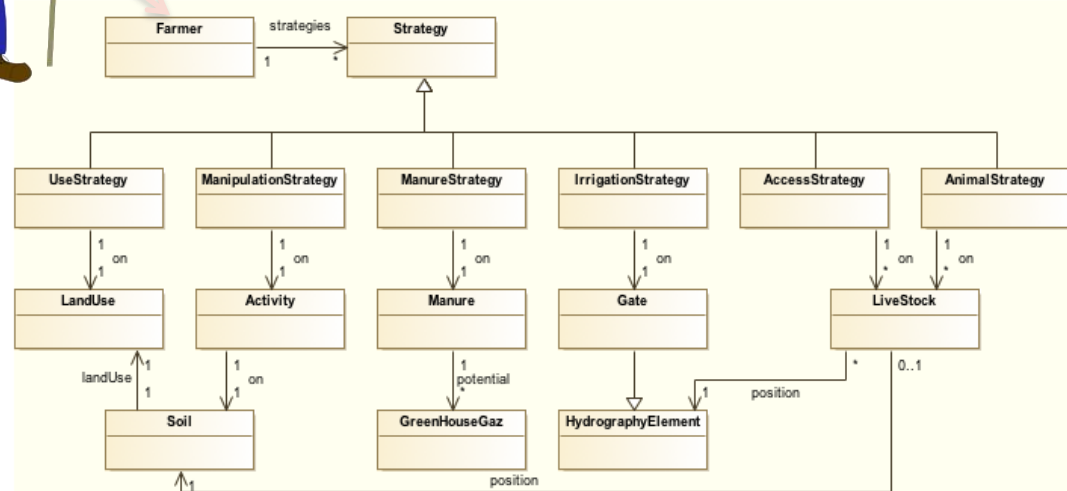 Farmer
strategies
Strategy
1
*
UseStrategy
ManipulationStrategy
ManureStrategy
IrrigationStrategy
AccessStrategy
AnimalStrategy
1
on
1
1
on
1
1
on
1
1
on
1
1
on
*
1
on
*
LandUse
Activity
Manure
Gate
LiveStock
landUse
1
1
1
on
1
1
potential
*
*
position
1
0..1
Soil
GreenHouseGaz
HydrographyElement
position
1